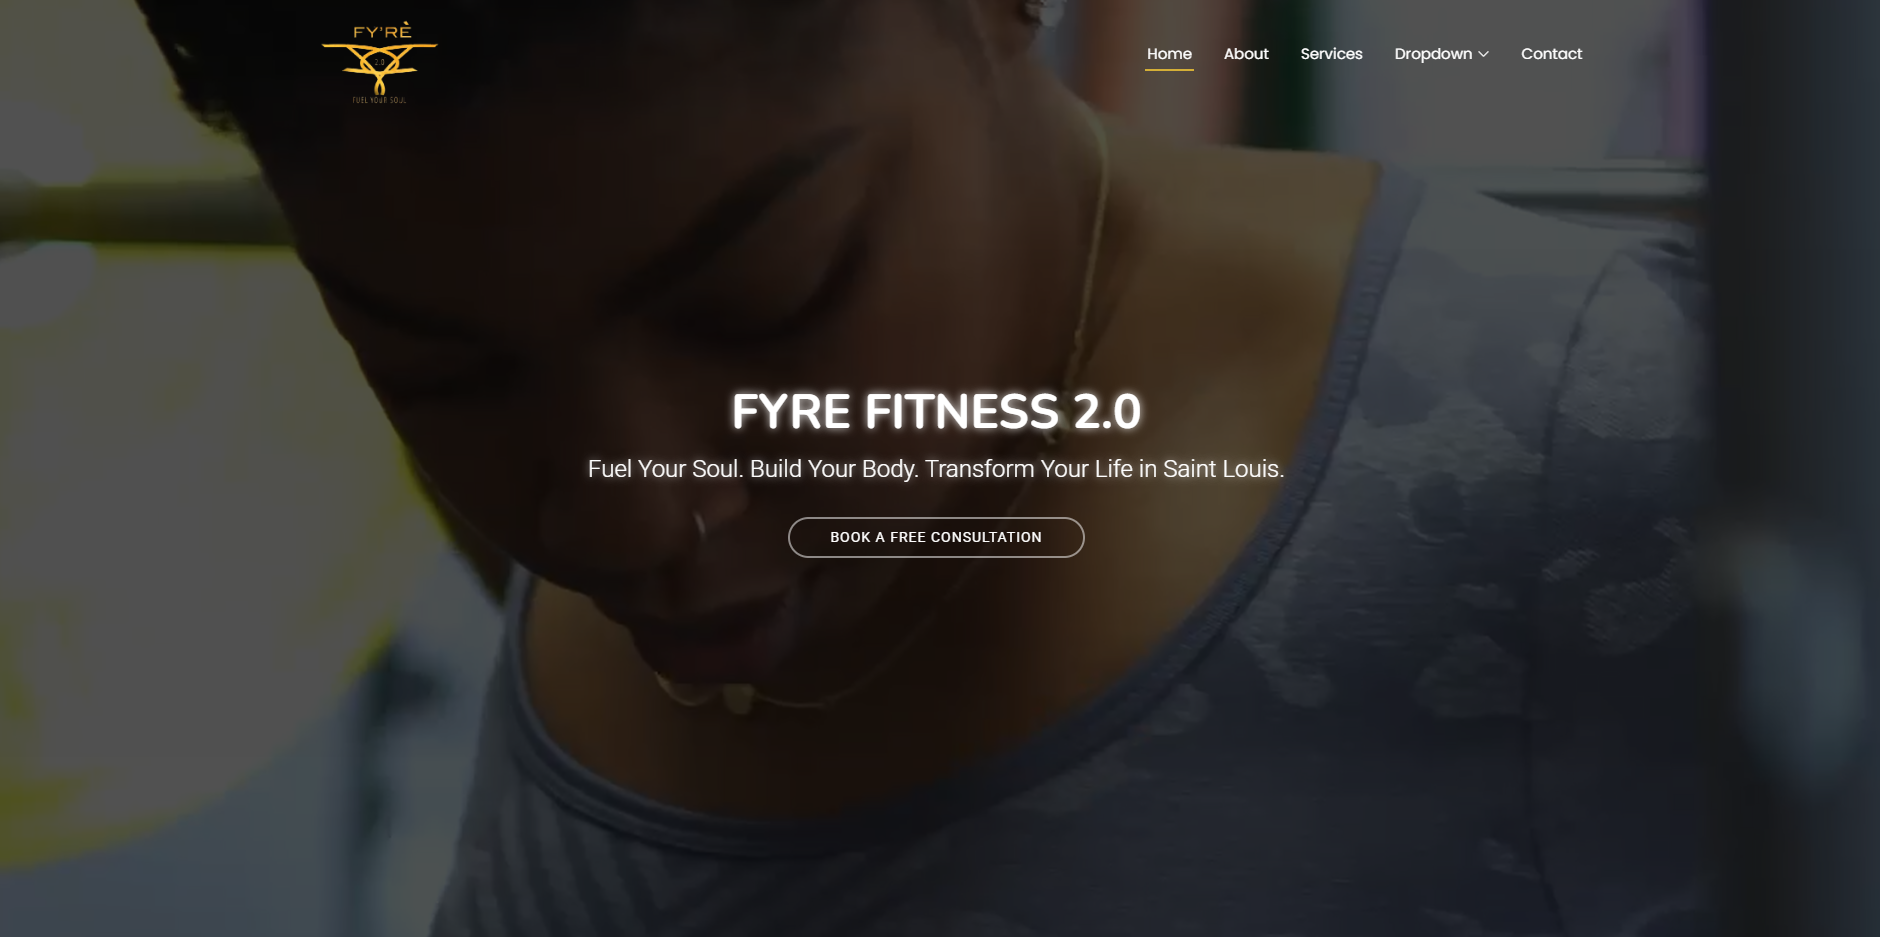 FY'RÈ
2.0
FUEL YOUR SOUL
Home About Services Dropdown Contact
FYRE FITNESS 2.0
Fuel Your Soul. Build Your Body. Transform Your Life in Saint Louis.
BOOK A FREE CONSULTATION